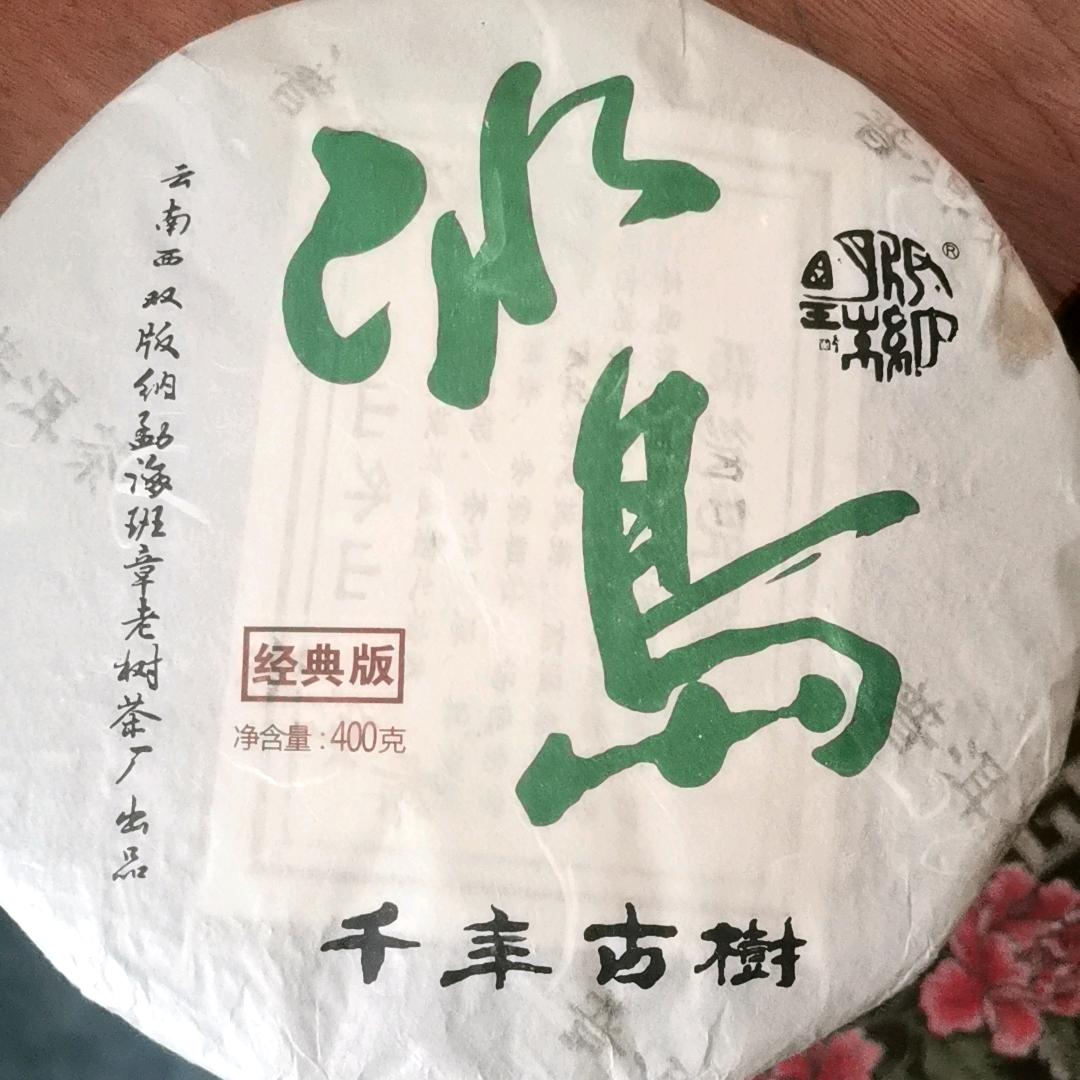 冰島
云南西双版纳勐海班章老树茶厂出品
经典版
净含量：400克
千年古樹